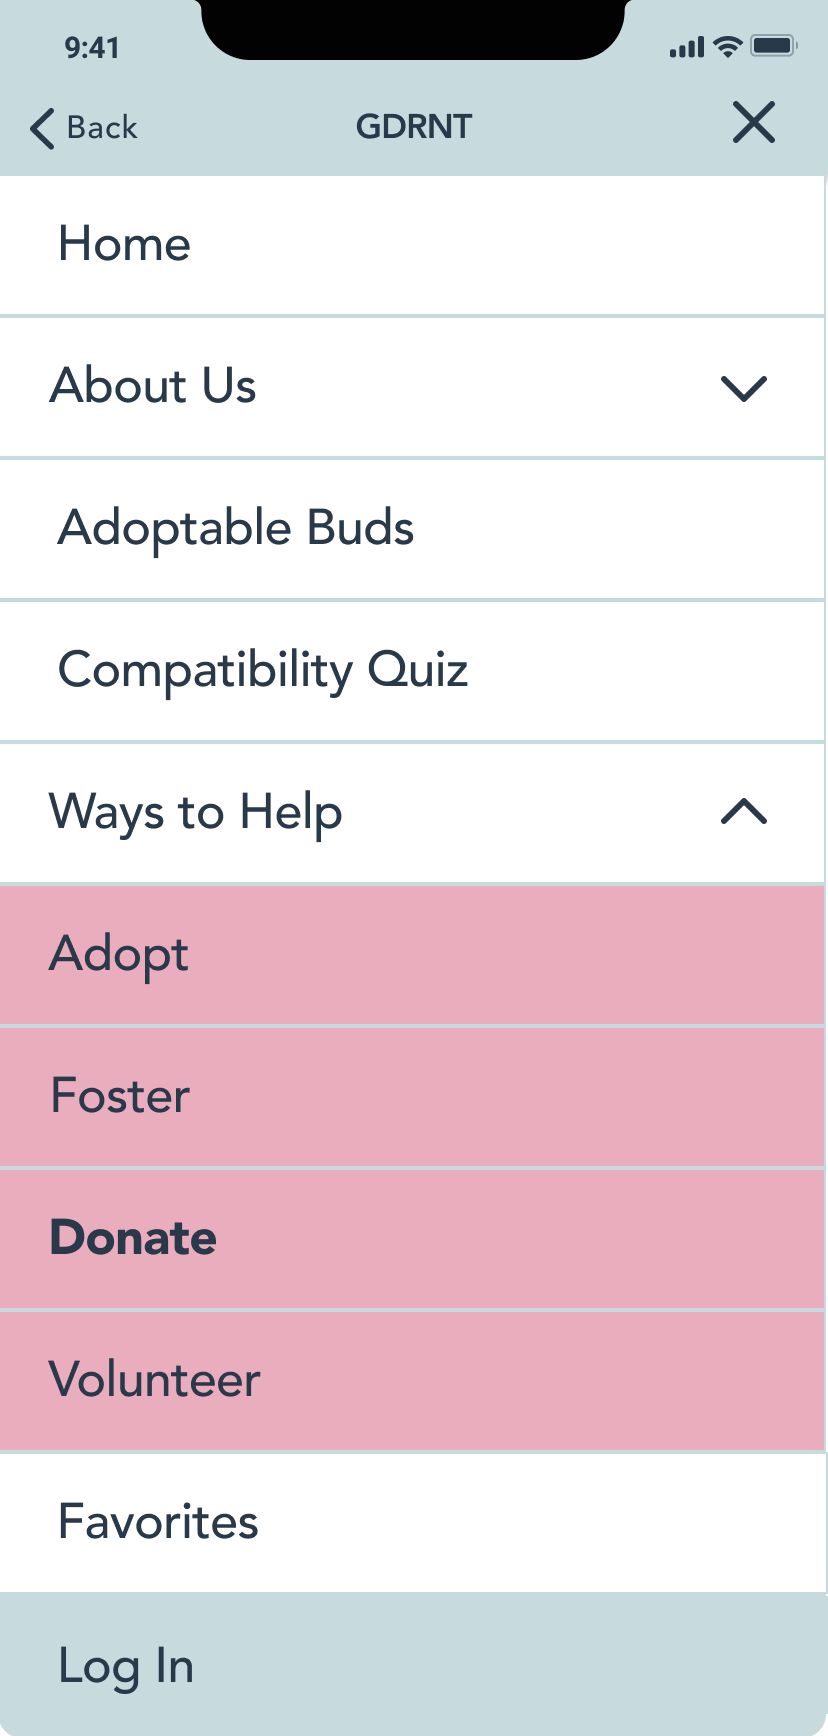 9:41
Back
GDRNT
Home
About Us
Adoptable Buds
Compatibility Quiz
Ways to Help
Adopt
Foster
Donate
Volunteer
Favorites
Log In